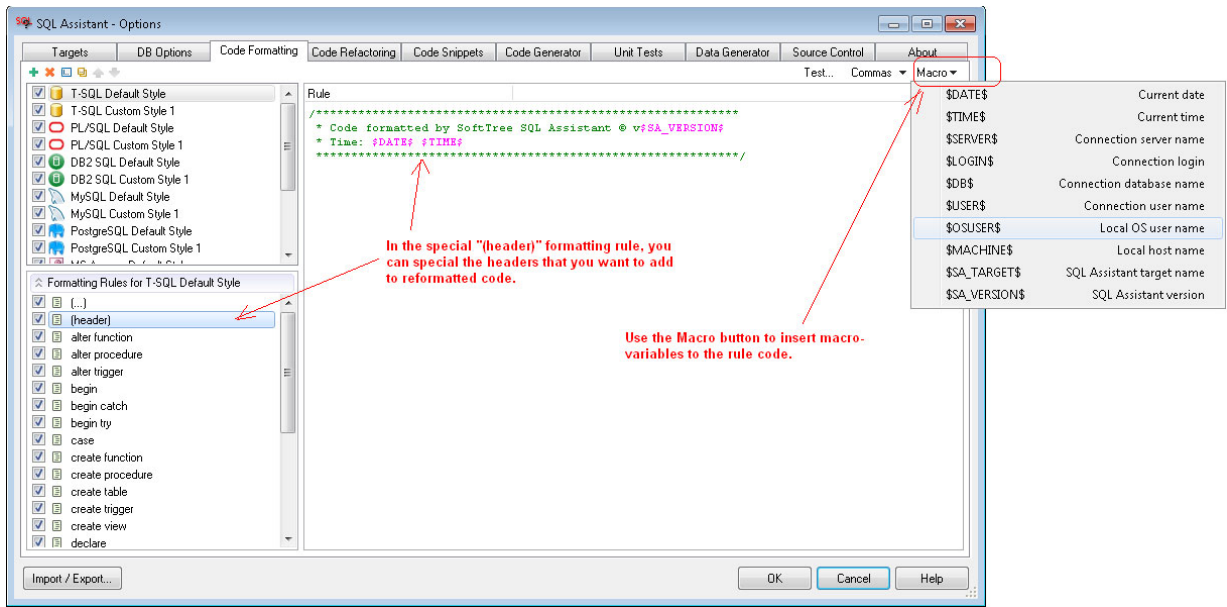 SQL Assistant - Options
Targets
DB Options
Code Formatting
Code Refactoring
Code Snippets
Code Generator
Unit Tests
Data Generator
Source Control
About
Test...
Commas
Macro
T-SQL Default Style
T-SQL Custom Style 1
PL/SQL Default Style
PL/SQL Custom Style 1
DB2 SQL Default Style
DB2 SQL Custom Style 1
MySQL Default Style
MySQL Custom Style 1
PostgreSQL Default Style
PostgreSQL Custom Style 1
Formatting Rules for T-SQL Default Style
(...)
(header)
alter function
alter procedure
alter trigger
begin
begin catch
begin try
case
create function
create procedure
create table
create trigger
create view
declare
Rule
/************************************************************
* Code formatted by SoftTree SQL Assistant © v$SA_VERSION$
* Time: $DATE$ $TIME$
************************************************************/
In the special "(header)" formatting rule, you
can special the headers that you want to add
to reformatted code.
Use the Macro button to insert macro-
variables to the rule code.
$DATE$ Current date
$TIME$ Current time
$SERVER$ Connection server name
$LOGIN$ Connection login
$DB$ Connection database name
$USER$ Connection user name
$OSUSER$ Local OS user name
$MACHINE$ Local host name
$SA_TARGET$ SQL Assistant target name
$SA_VERSION$ SQL Assistant version
Import / Export...
OK
Cancel
Help